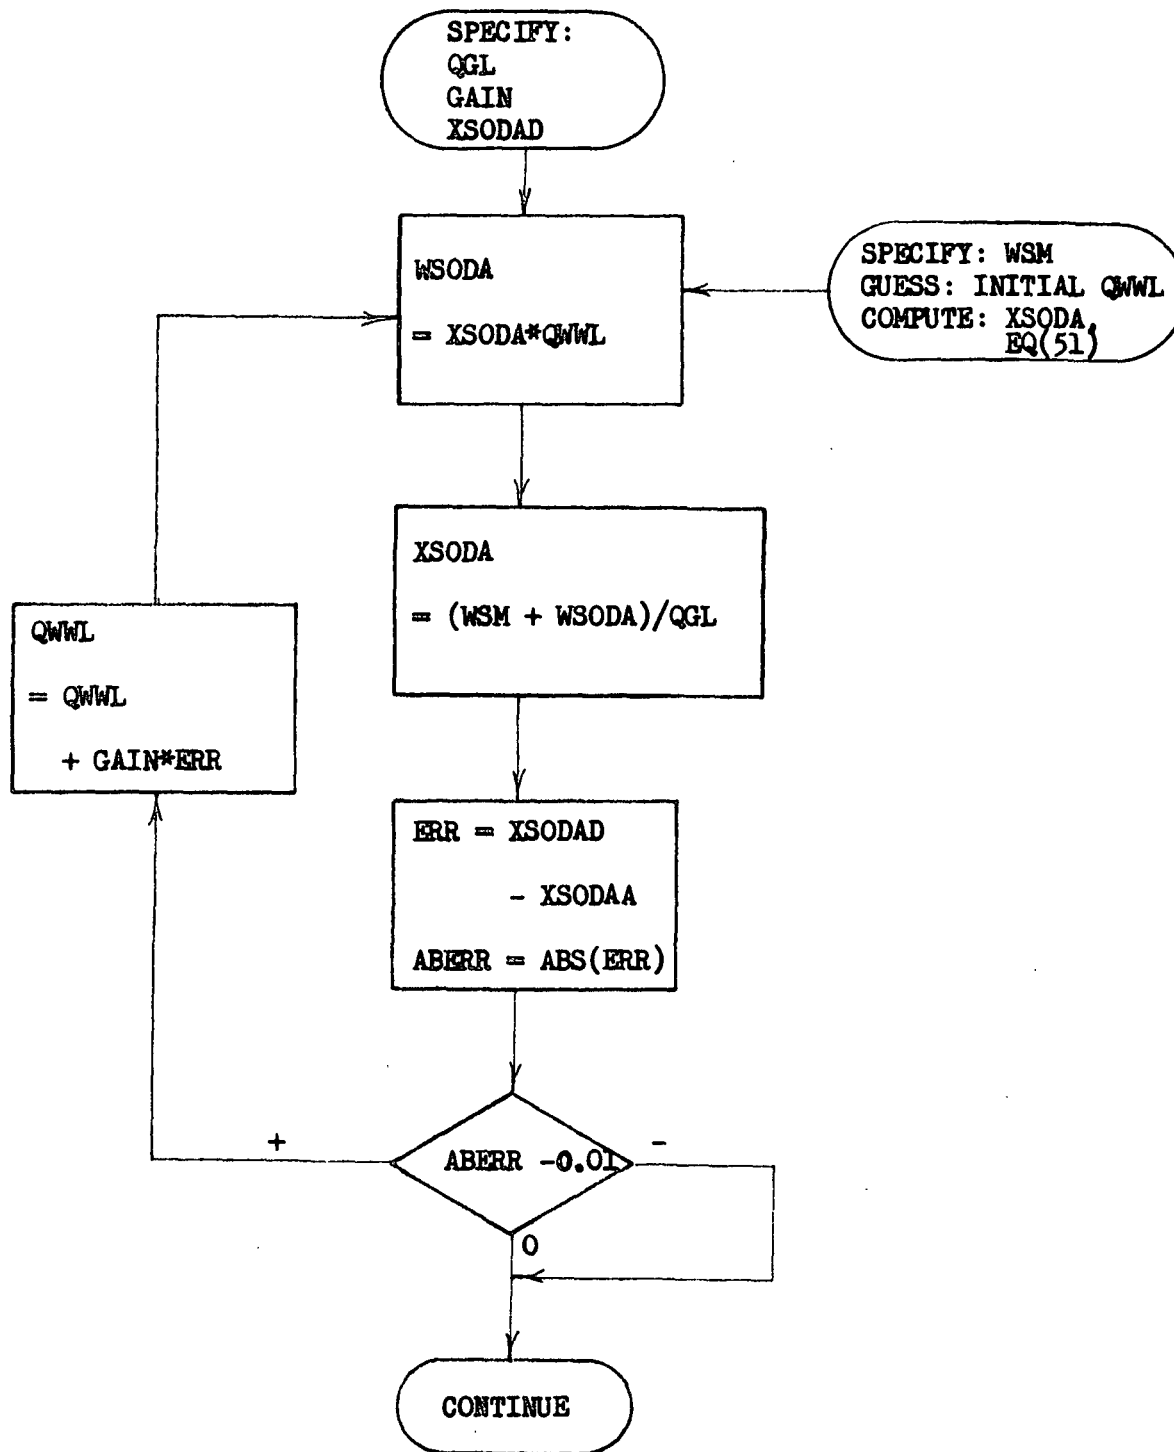 SPECIFY:
QGL
GAIN
XSODAD
WSODA
= XSODA*QWWL
SPECIFY: WSM
GUESS: INITIAL QWWL
COMPUTE: XSODA,
EQ(51)
XSODA
= (WSM + WSODA)/QGL
QWWL
= QWWL
+ GAIN*ERR
ERR = XSODAD
- XSODAA
ABERR = ABS(ERR)
+
ABERR -0.01
-
0
CONTINUE